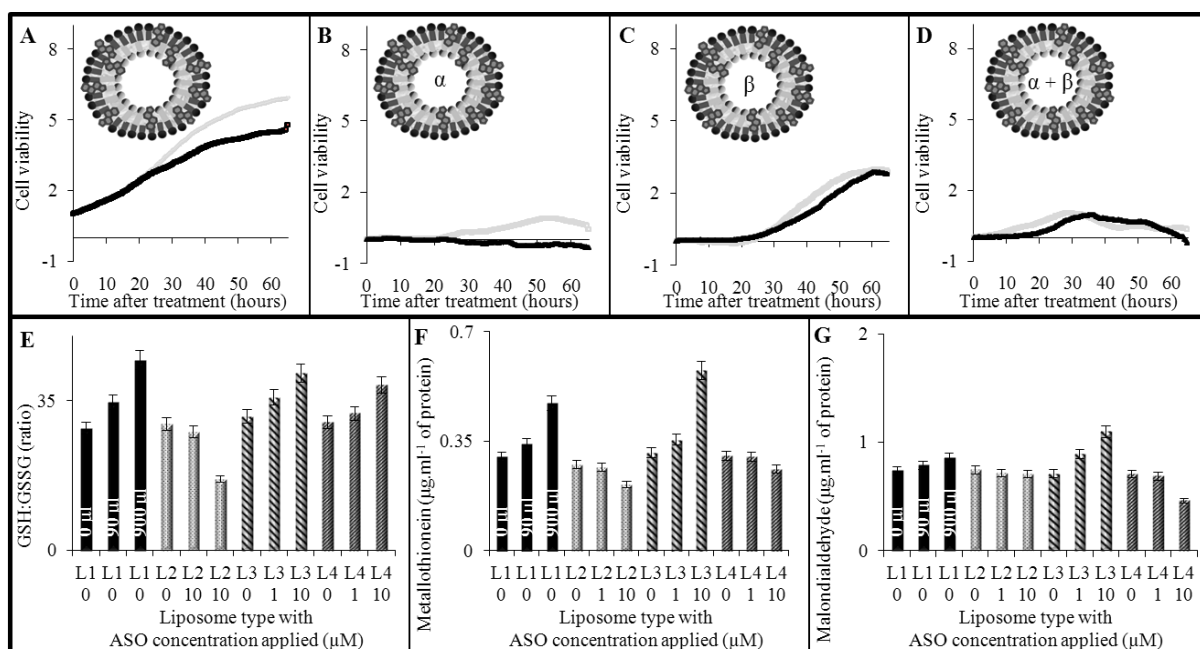 A
8
5
2
-1
Cell viability
0 10 20 30 40 50 60
Time after treatment (hours)
B
α
8
5
2
-1
Cell viability
0 10 20 30 40 50 60
Time after treatment (hours)
C
β
8
5
2
-1
Cell viability
0 10 20 30 40 50 60
Time after treatment (hours)
D
α + β
8
5
2
-1
Cell viability
0 10 20 30 40 50 60
Time after treatment (hours)
E
35
0
GSH:GSSG (ratio)
0 µl
90 µl
900 µl
L1 L1 L1 L2 L2 L2 L3 L3 L3 L4 L4 L4
0 0 0 0 10 10 0 1 10 0 1 10
Liposome type with
ASO concentration applied (µM)
F
0.7
0.35
0
Metallothionein (µg.ml⁻¹ of protein)
0 µl
90 µl
900 µl
L1 L1 L1 L2 L2 L2 L3 L3 L3 L4 L4 L4
0 0 0 0 1 10 0 1 10 0 1 10
Liposome type with
ASO concentration applied (µM)
G
2
1
0
Malondialdehyde (µg.ml⁻¹ of protein)
0 µl
90 µl
900 µl
L1 L1 L1 L2 L2 L2 L3 L3 L3 L4 L4 L4
0 0 0 0 1 10 0 1 10 0 1 10
Liposome type with
ASO concentration applied (µM)